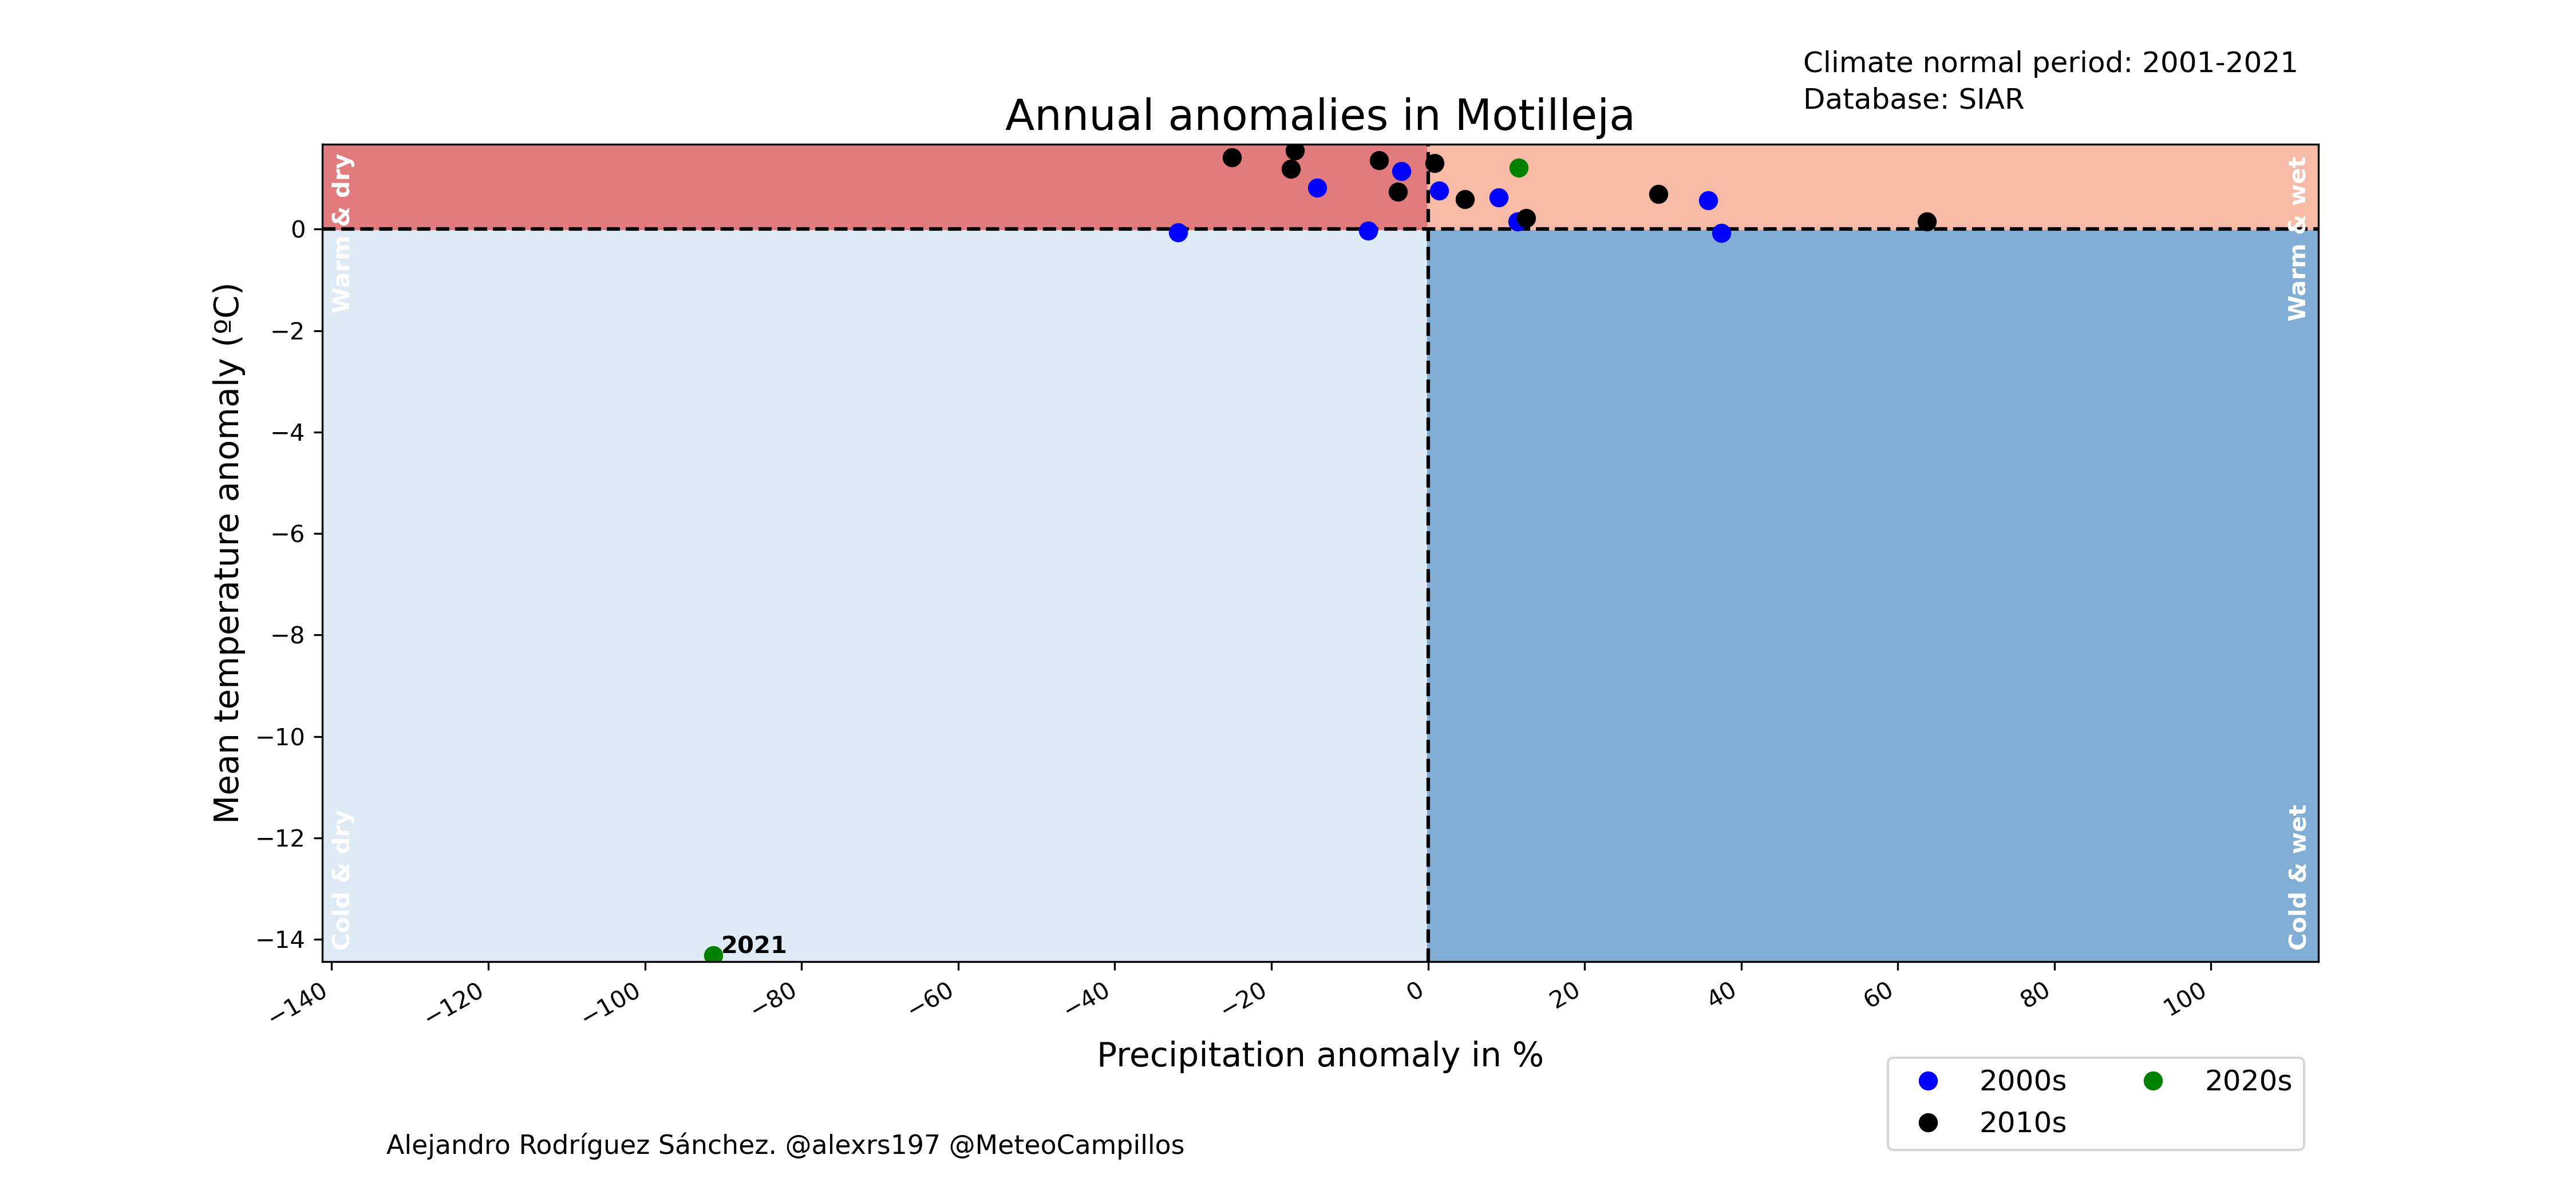 Climate normal period: 2001-2021
Database: SIAR
Annual anomalies in Motilleja
Warm & dry
Warm & wet
Cold & dry
Cold & wet
Mean temperature anomaly (ºC)
0
−2
−4
−6
−8
−10
−12
−14
2021
−140
−120
−100
−80
−60
−40
−20
0
20
40
60
80
100
Precipitation anomaly in %
2000s
2010s
2020s
Alejandro Rodríguez Sánchez. @alexrs197 @MeteoCampillos